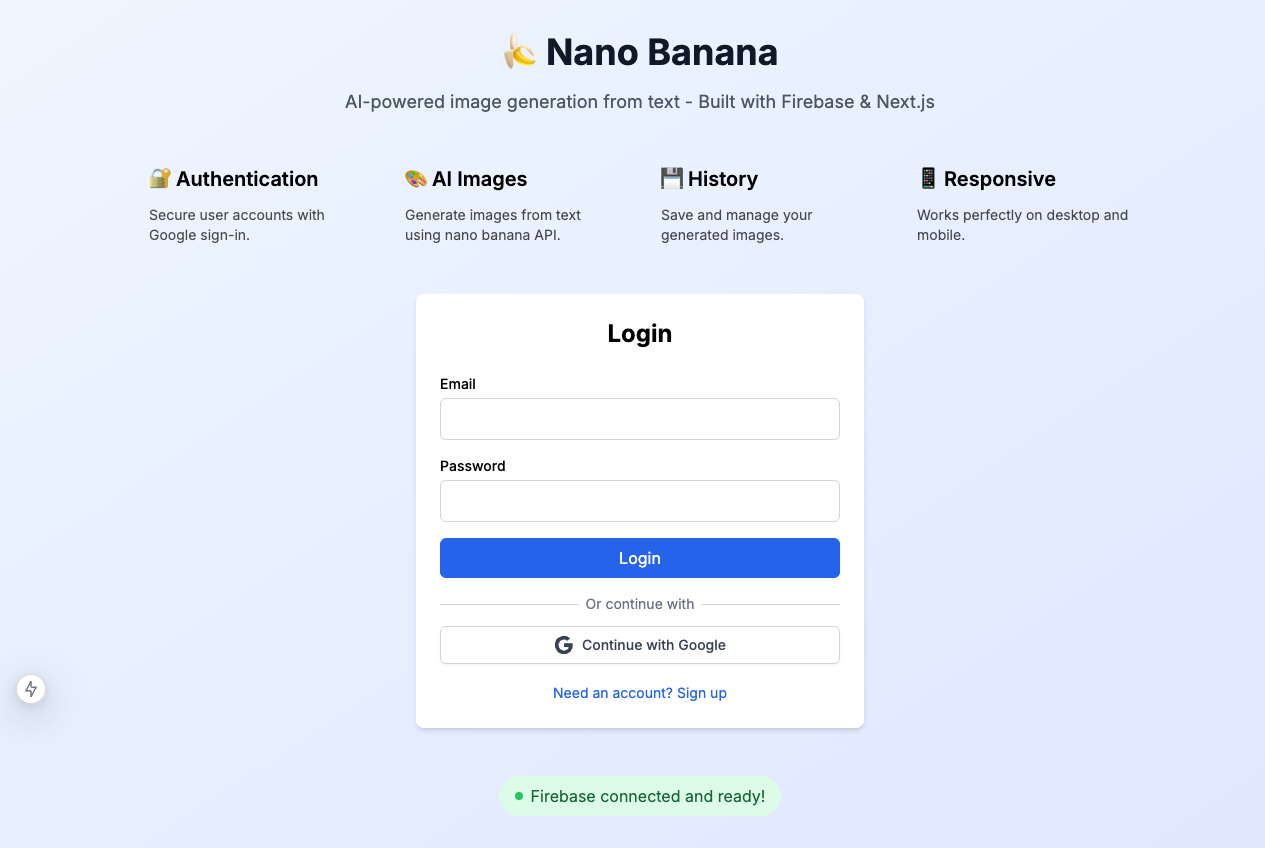 🍌 Nano Banana
AI-powered image generation from text - Built with Firebase & Next.js
🔐 Authentication
Secure user accounts with
Google sign-in.
🎨 AI Images
Generate images from text
using nano banana API.
💾 History
Save and manage your
generated images.
📱 Responsive
Works perfectly on desktop and
mobile.
Login
Email
Password
Login
Or continue with
G Continue with Google
Need an account? Sign up
Firebase connected and ready!